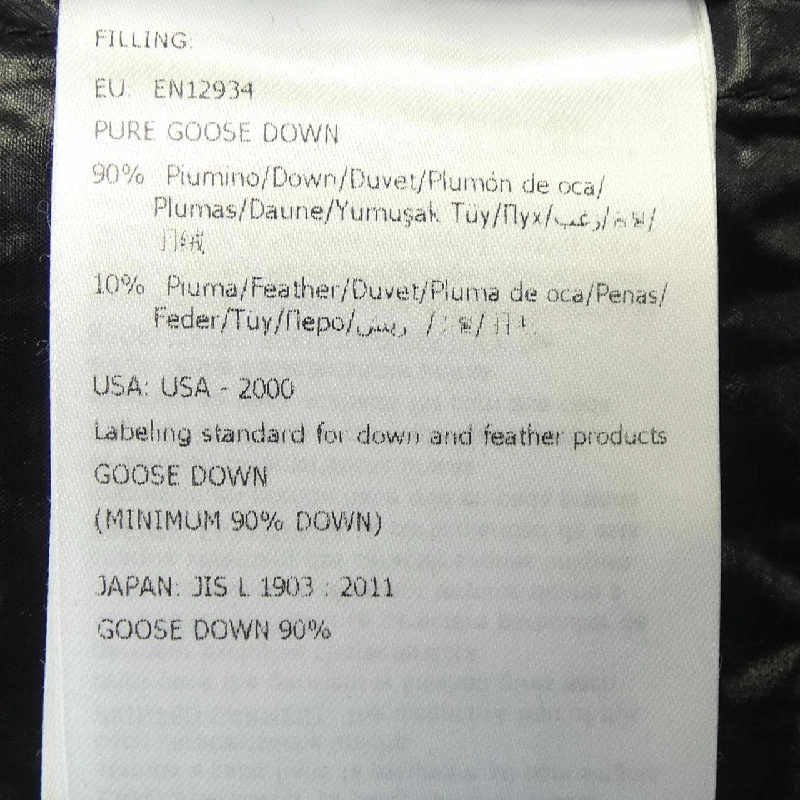 FILLING:
EU: EN12934
PURE GOOSE DOWN
90% Piumino/Down/Duvet/Plumón de oca/
Plumas/Daune/Yumuşak Tüy/Пух/زغب/
10% Piuma/Feather/Duvet/Pluma de oca/Penas/
Feder/Tüy/Перо/ريش/
USA: USA - 2000
Labeling standard for down and feather products
GOOSE DOWN
(MINIMUM 90% DOWN)
JAPAN: JIS L 1903 : 2011
GOOSE DOWN 90%